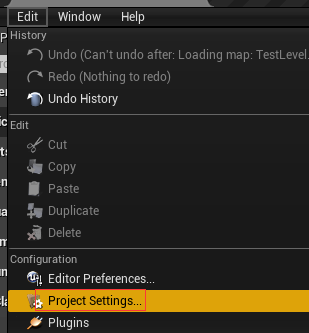 Edit Window Help
History
Undo (Can't undo after: Loading map: TestLevel
Redo (Nothing to redo)
Undo History
Edit
Cut
Copy
Paste
Duplicate
Delete
Configuration
Editor Preferences...
Project Settings...
Plugins